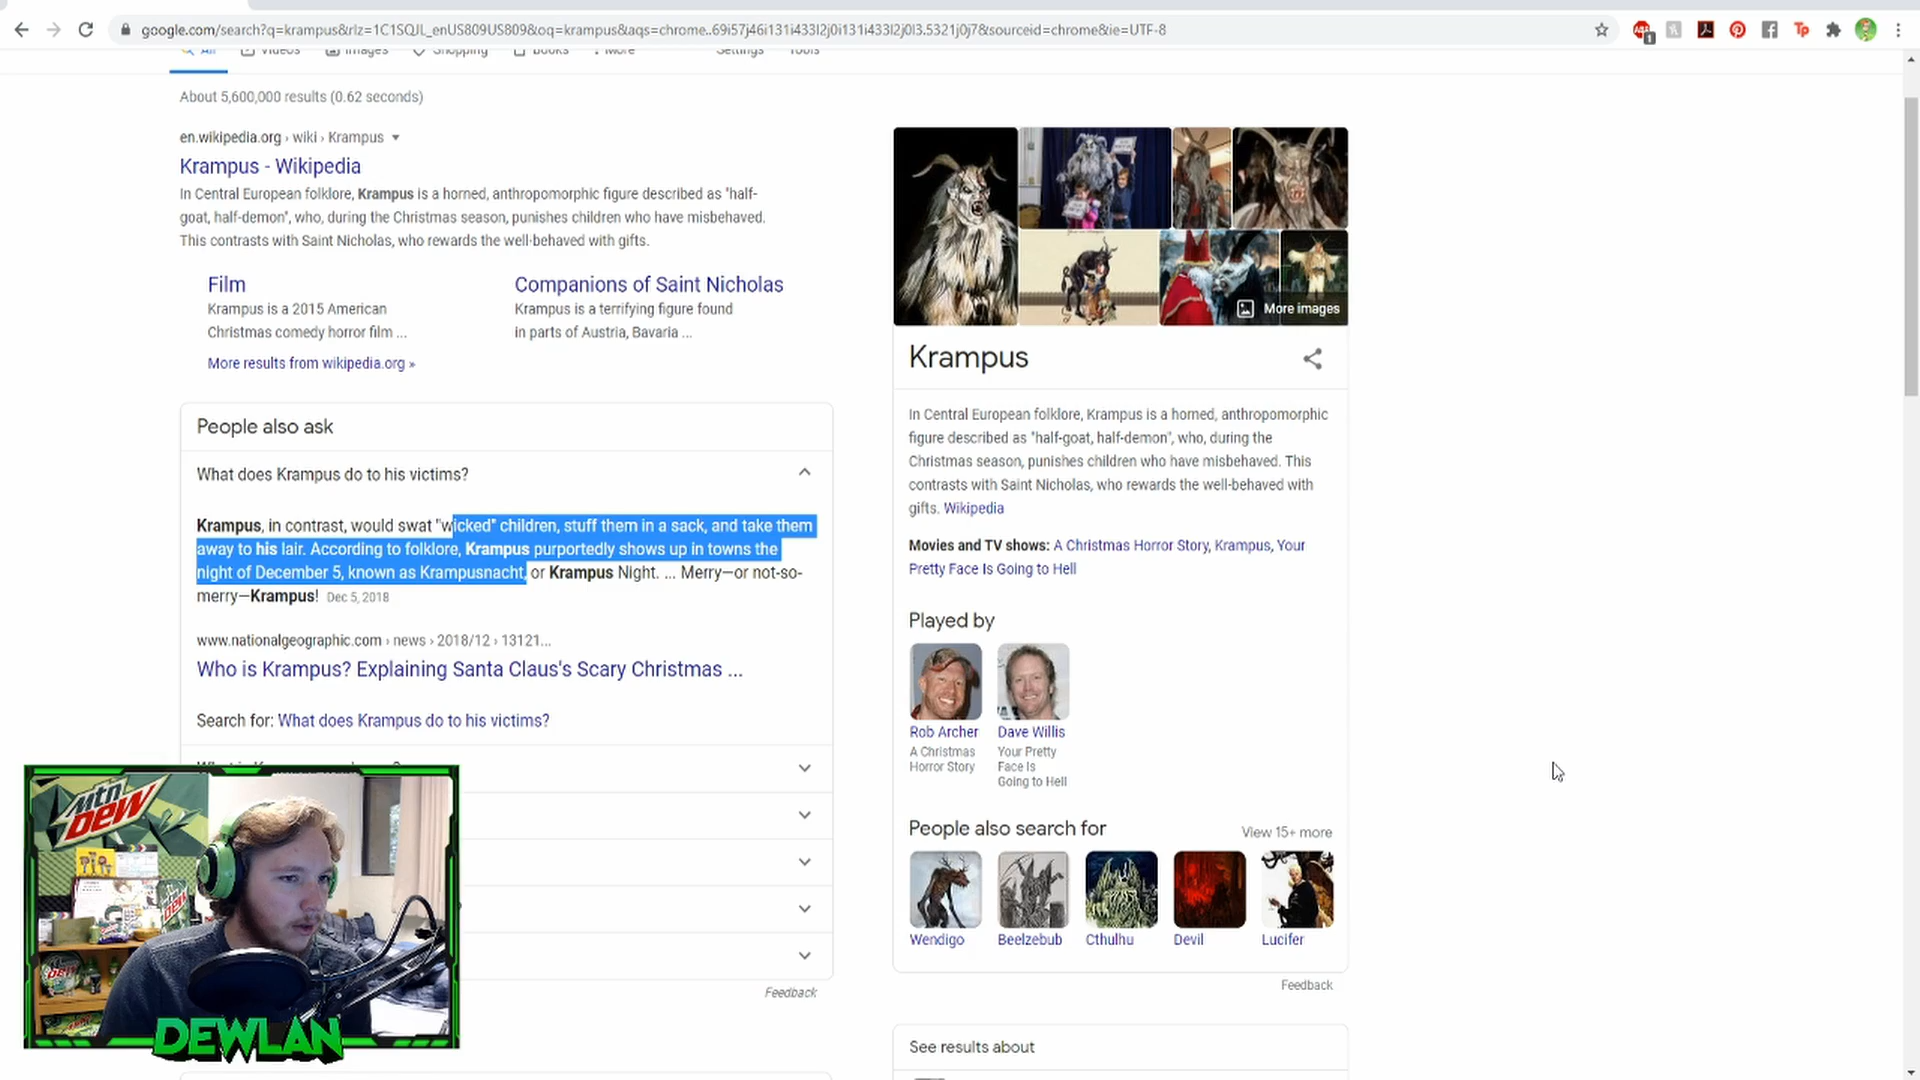 google.com/search?q=krampus&rlz=1C1SQJL_enUS809US809&oq=krampus&aqs=chrome..69i57j46i131i433l2j0i131i433l2j0l3.5321j0j7&sourceid=chrome&ie=UTF-8
All Videos Images Shopping Books More Settings Tools
About 5,600,000 results (0.62 seconds)
en.wikipedia.org › wiki › Krampus
Krampus - Wikipedia
In Central European folklore, Krampus is a horned, anthropomorphic figure described as "half-
goat, half-demon", who, during the Christmas season, punishes children who have misbehaved.
This contrasts with Saint Nicholas, who rewards the well-behaved with gifts.
Film
Krampus is a 2015 American
Christmas comedy horror film ...
Companions of Saint Nicholas
Krampus is a terrifying figure found
in parts of Austria, Bavaria ...
More results from wikipedia.org »
People also ask
What does Krampus do to his victims?
Krampus, in contrast, would swat "wicked" children, stuff them in a sack, and take them
away to his lair. According to folklore, Krampus purportedly shows up in towns the
night of December 5, known as Krampusnacht, or Krampus Night. ... Merry—or not-so-
merry—Krampus! Dec 5, 2018
www.nationalgeographic.com › news › 2018/12 › 13121...
Who is Krampus? Explaining Santa Claus's Scary Christmas ...
Search for: What does Krampus do to his victims?
Feedback
More images
Krampus
In Central European folklore, Krampus is a horned, anthropomorphic
figure described as "half-goat, half-demon", who, during the
Christmas season, punishes children who have misbehaved. This
contrasts with Saint Nicholas, who rewards the well-behaved with
gifts. Wikipedia
Movies and TV shows: A Christmas Horror Story, Krampus, Your
Pretty Face Is Going to Hell
Played by
Rob Archer
A Christmas
Horror Story
Dave Willis
Your Pretty
Face Is
Going to Hell
People also search for
View 15+ more
Wendigo Beelzebub Cthulhu Devil Lucifer
Feedback
See results about
Mtn
DEW
DEWLAN